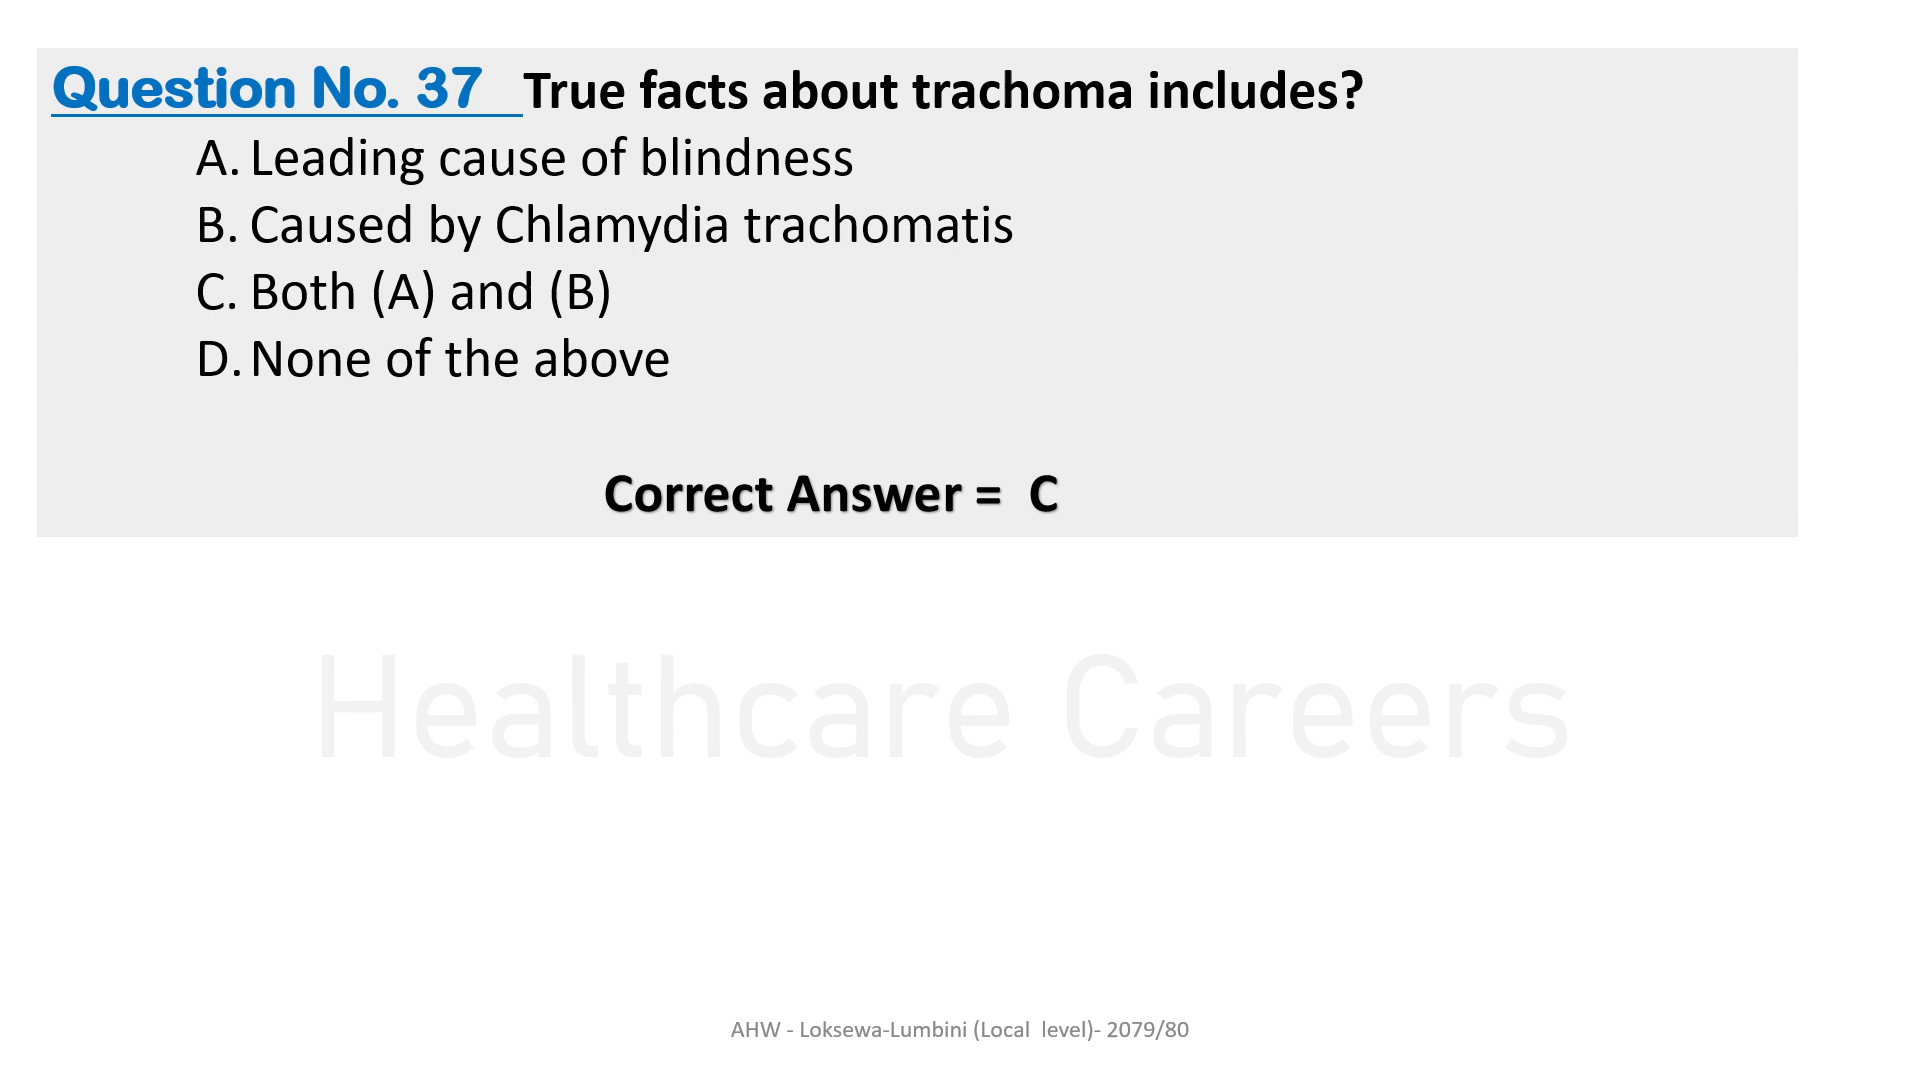 Question No. 37 True facts about trachoma includes?
A. Leading cause of blindness
B. Caused by Chlamydia trachomatis
C. Both (A) and (B)
D. None of the above
Correct Answer = C
Healthcare Careers
AHW - Loksewa-Lumbini (Local level)- 2079/80